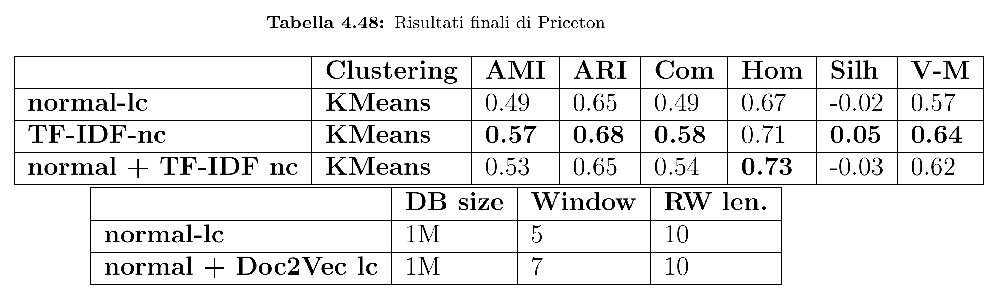 Tabella 4.48: Risultati finali di Priceton
Clustering AMI ARI Com Hom Silh V-M
normal-lc KMeans 0.49 0.65 0.49 0.67 -0.02 0.57
TF-IDF-nc KMeans 0.57 0.68 0.58 0.71 0.05 0.64
normal + TF-IDF nc KMeans 0.53 0.65 0.54 0.73 -0.03 0.62
DB size Window RW len.
normal-lc 1M 5 10
normal + Doc2Vec lc 1M 7 10